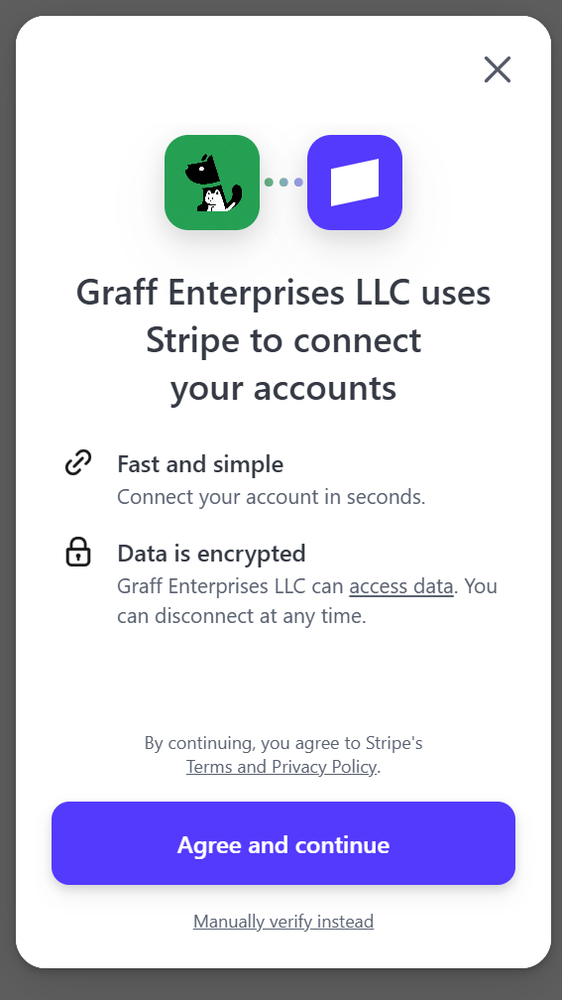 Graff Enterprises LLC uses
Stripe to connect
your accounts
Fast and simple
Connect your account in seconds.
Data is encrypted
Graff Enterprises LLC can access data. You
can disconnect at any time.
By continuing, you agree to Stripe's
Terms and Privacy Policy.
Agree and continue
Manually verify instead